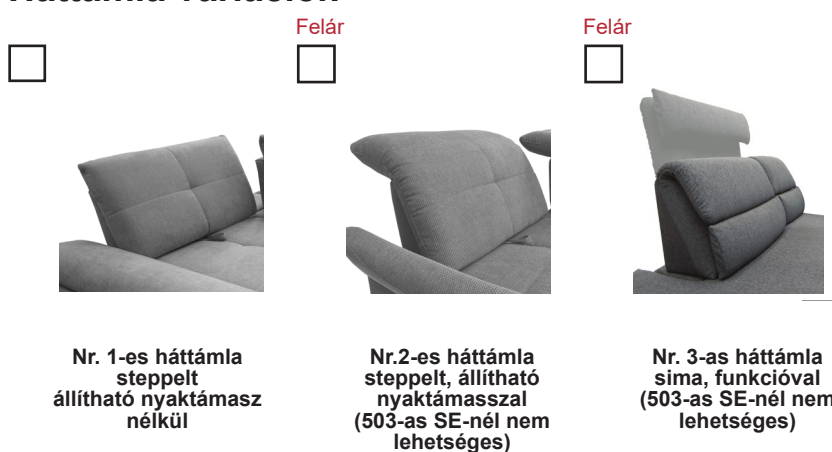 Felár
Felár
Nr. 1-es háttámla
steppelt
állítható nyaktámasz
nélkül
Nr.2-es háttámla
steppelt, állítható
nyaktámasszal
(503-as SE-nél nem
lehetséges)
Nr. 3-as háttámla
sima, funkcióval
(503-as SE-nél nem
lehetséges)